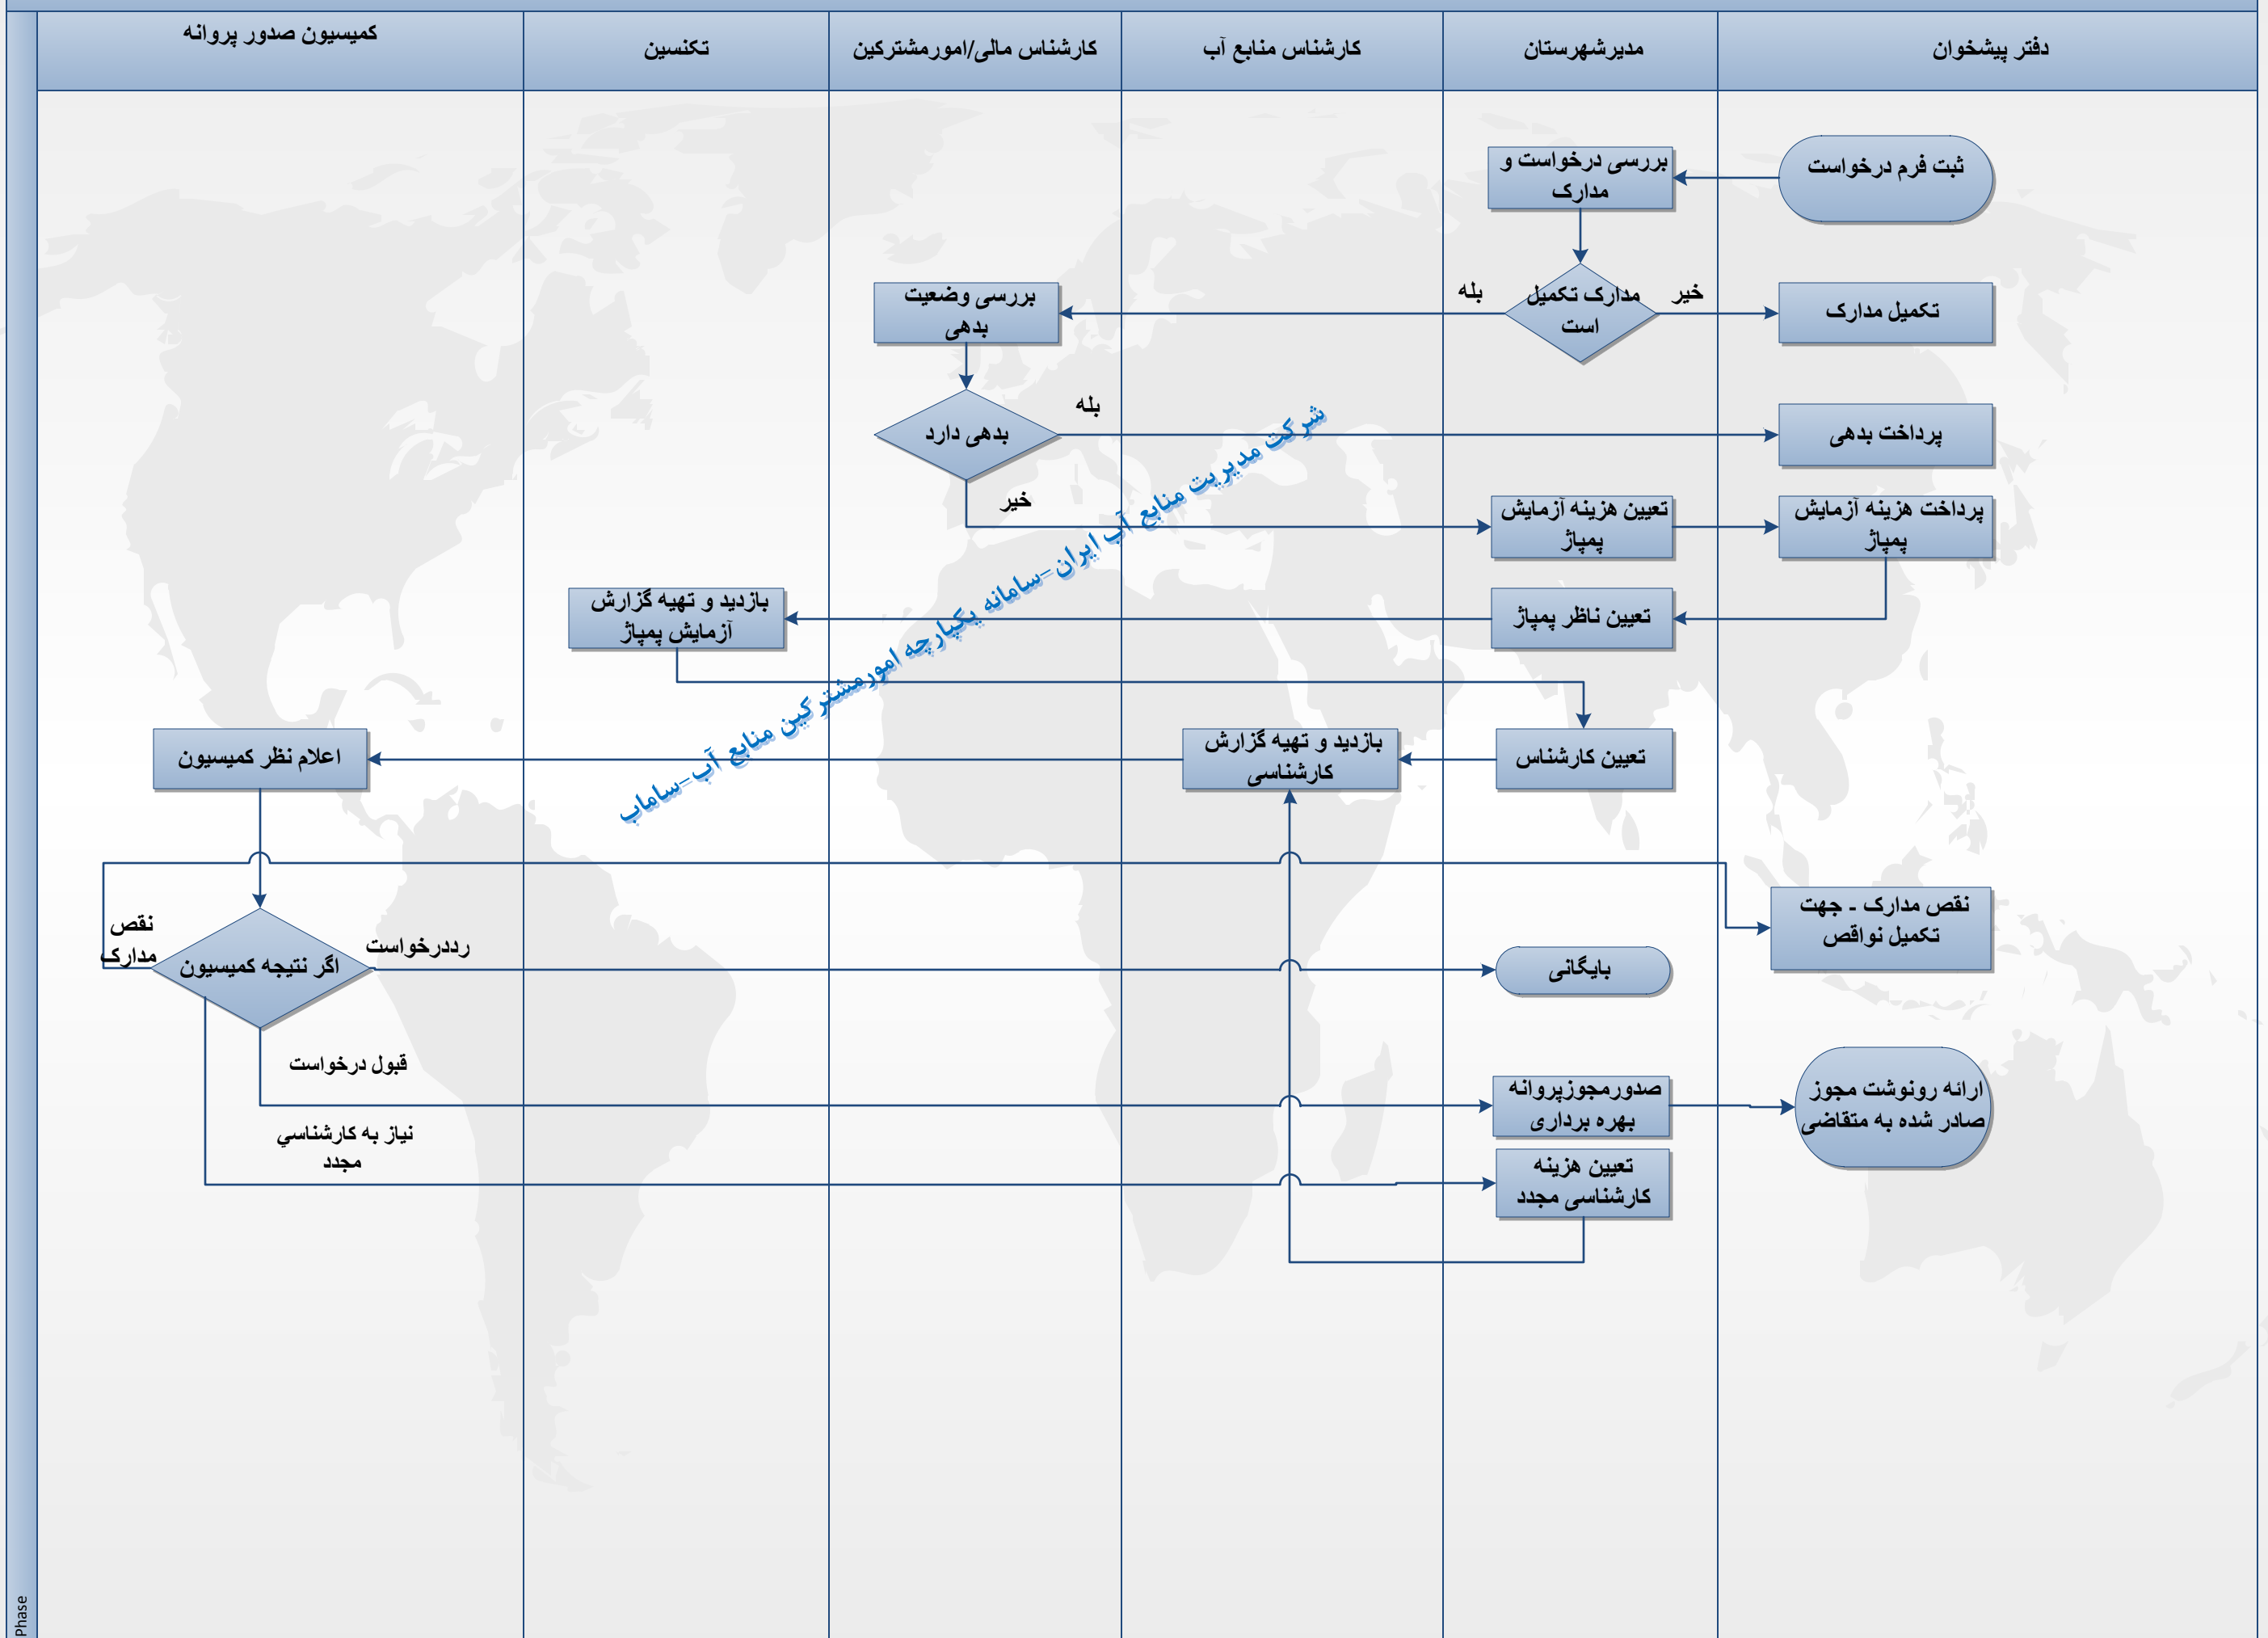 دفتر پیشخوان
مدیرشهرستان
کارشناس منابع آب
کارشناس مالی/امورمشترکین
تکنسین
کمیسیون صدور پروانه
ثبت فرم درخواست
بررسی درخواست و
مدارک
مدارک تکمیل
است
خیر
بله
تکمیل مدارک
بررسی وضعیت
بدهی
بدهی دارد
بله
خیر
پرداخت بدهی
تعیین هزینه آزمایش
پمپاژ
پرداخت هزینه آزمایش
پمپاژ
تعیین ناظر پمپاژ
بازدید و تهیه گزارش
آزمایش پمپاژ
شرکت مدیریت منابع آب ایران-سامانه یکپارچه امورمشترکین منابع آب-ساماب
تعیین کارشناس
بازدید و تهیه گزارش
کارشناسی
اعلام نظر کمیسیون
اگر نتیجه کمیسیون
نقص
مدارک
رددرخواست
نقص مدارک - جهت
تکمیل نواقص
بایگانی
قبول درخواست
صدورمجوزپروانه
بهره برداری
ارائه رونوشت مجوز
صادر شده به متقاضی
نیاز به کارشناسي
مجدد
تعیین هزینه
کارشناسی مجدد
Phase